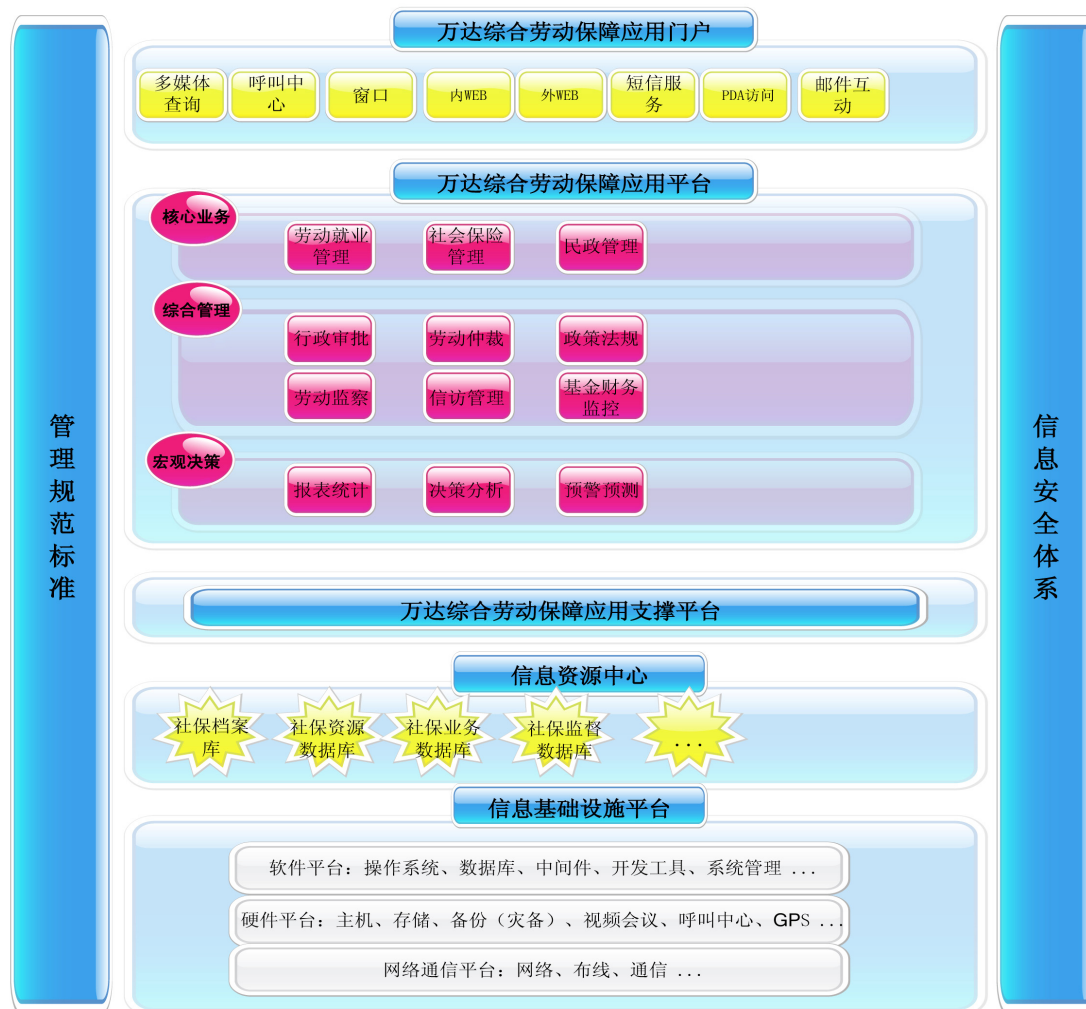 万达综合劳动保障应用门户
多媒体
查询
呼叫中
心
窗口
内WEB
外WEB
短信服
务
PDA访问
邮件互
动
万达综合劳动保障应用平台
核心业务
劳动就业
管理
社会保险
管理
民政管理
综合管理
行政审批
劳动仲裁
政策法规
劳动监察
信访管理
基金财务
监控
宏观决策
报表统计
决策分析
预警预测
管
理
规
范
标
准
信
息
安
全
体
系
万达综合劳动保障应用支撑平台
信息资源中心
社保档案
库
社保资源
数据库
社保业务
数据库
社保监督
数据库
...
信息基础设施平台
软件平台：操作系统、数据库、中间件、开发工具、系统管理 ...
硬件平台：主机、存储、备份（灾备）、视频会议、呼叫中心、GPS ...
网络通信平台：网络、布线、通信 ...